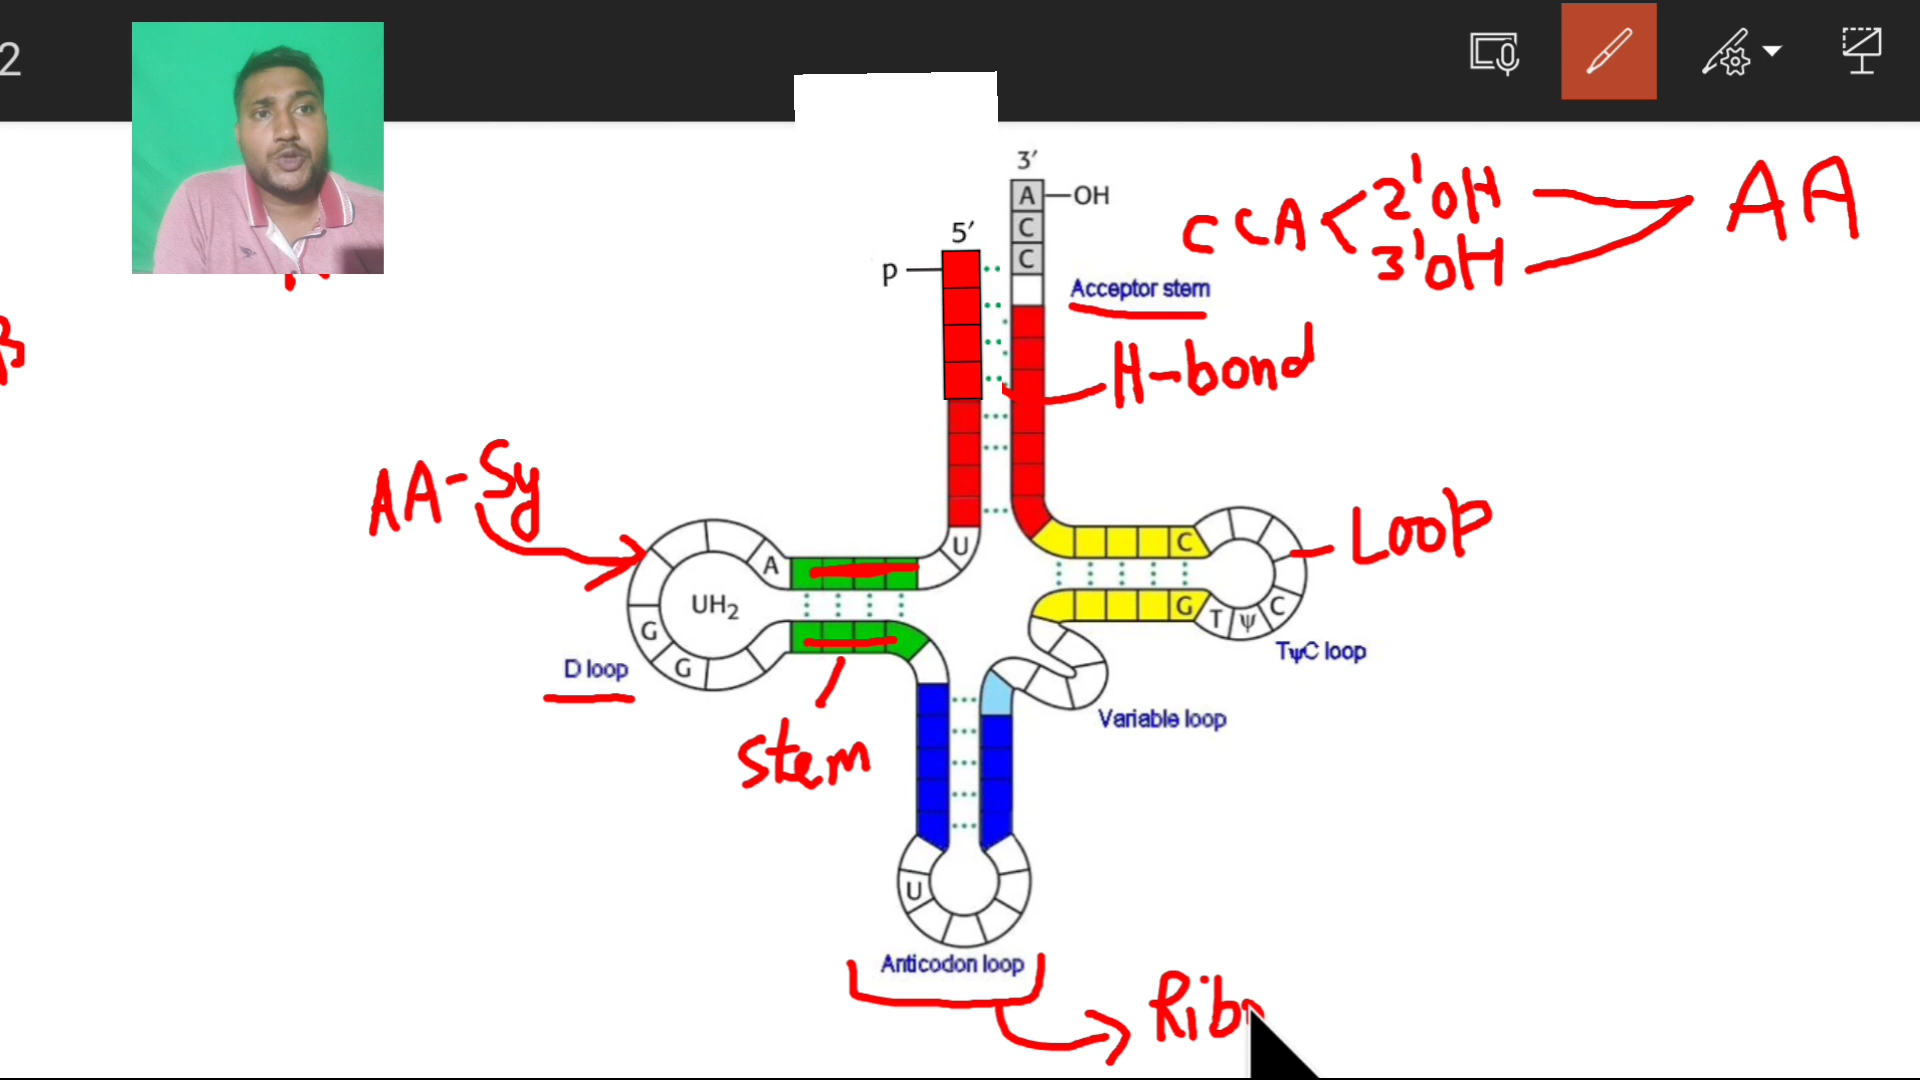 2
3′
A
OH
C
C
5′
p
CCA
2'OH
3'OH
AA
Acceptor stem
H-bond
AA-Sy
Loop
U
A
C
UH2
G
T
ψ
C
G
G
D loop
TψC loop
Stem
Variable loop
U
Anticodon loop
Rib